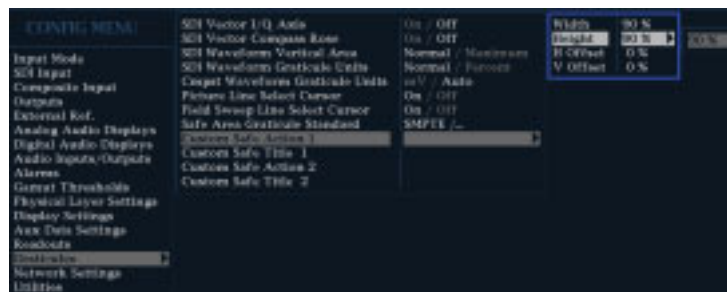 CONFIG MENU
Input Mode
SDI Input
Composite Input
Outputs
External Ref.
Analog Audio Displays
Digital Audio Displays
Audio Inputs/Outputs
Alarms
Gamut Thresholds
Physical Layer Settings
Display Settings
Aux Data Settings
Readouts
Graticules
Network Settings
Utilities
SDI Vector I/Q Axis
SDI Vector Compass Rose
SDI Waveform Vertical Area
SDI Waveform Graticule Units
Cmpst Waveform Graticule Units
Picture Line Select Cursor
Field Sweep Line Select Cursor
Safe Area Graticule Standard
Custom Safe Action 1
Custom Safe Title 1
Custom Safe Action 2
Custom Safe Title 2
On / Off
On / Off
Normal / Maximum
Normal / Percent
mV / Auto
On / Off
On / Off
SMPTE /...
Width 90 %
Height 90 %
H Offset 0 %
V Offset 0 %